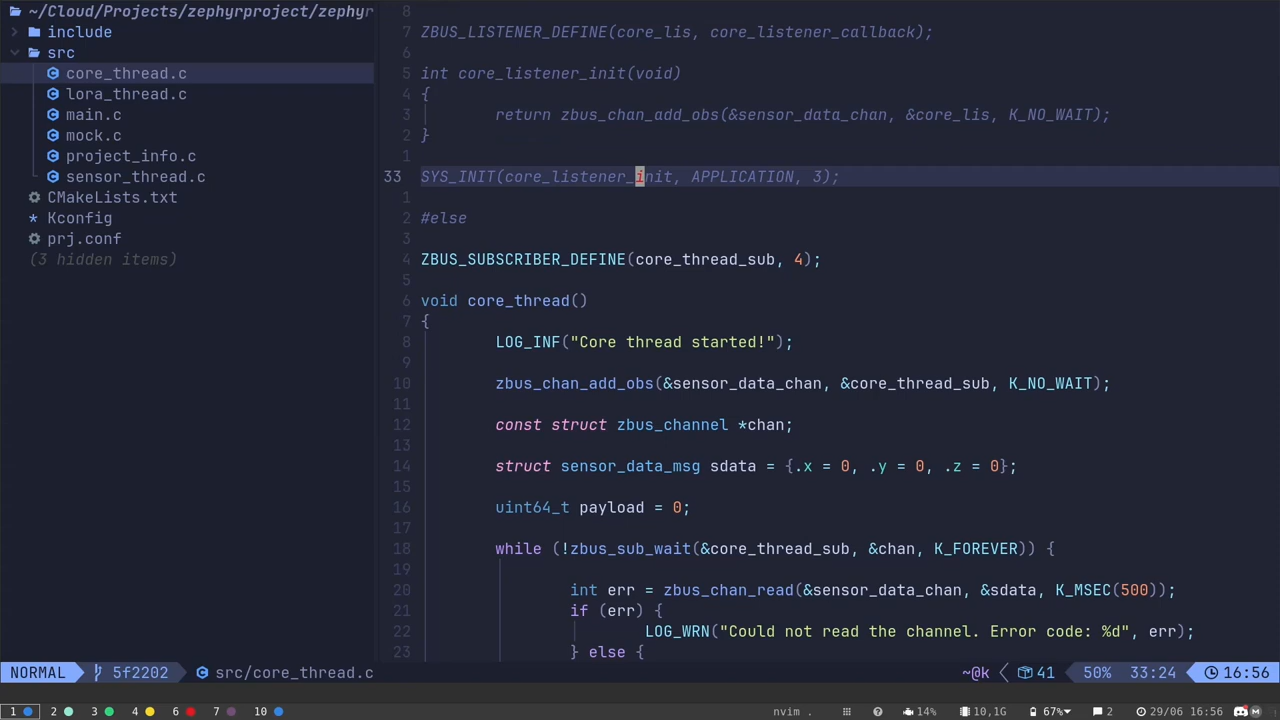 ~/Cloud/Projects/zephyrproject/zephyr
include
src
core_thread.c
lora_thread.c
main.c
mock.c
project_info.c
sensor_thread.c
CMakeLists.txt
Kconfig
prj.conf
(3 hidden items)
8
7 ZBUS_LISTENER_DEFINE(core_lis, core_listener_callback);
6
5 int core_listener_init(void)
4 {
3 return zbus_chan_add_obs(&sensor_data_chan, &core_lis, K_NO_WAIT);
2 }
1
33 SYS_INIT(core_listener_init, APPLICATION, 3);
1
2 #else
3
4 ZBUS_SUBSCRIBER_DEFINE(core_thread_sub, 4);
5
6 void core_thread()
7 {
8 LOG_INF("Core thread started!");
9
10 zbus_chan_add_obs(&sensor_data_chan, &core_thread_sub, K_NO_WAIT);
11
12 const struct zbus_channel *chan;
13
14 struct sensor_data_msg sdata = {.x = 0, .y = 0, .z = 0};
15
16 uint64_t payload = 0;
17
18 while (!zbus_sub_wait(&core_thread_sub, &chan, K_FOREVER)) {
19
20 int err = zbus_chan_read(&sensor_data_chan, &sdata, K_MSEC(500));
21 if (err) {
22 LOG_WRN("Could not read the channel. Error code: %d", err);
23 } else {
NORMAL 5f2202 src/core_thread.c ~@k 41 50% 33:24 16:56
1 2 3 4 6 7 10 nvim . 14% 10,1G 67% 2 29/06 16:56